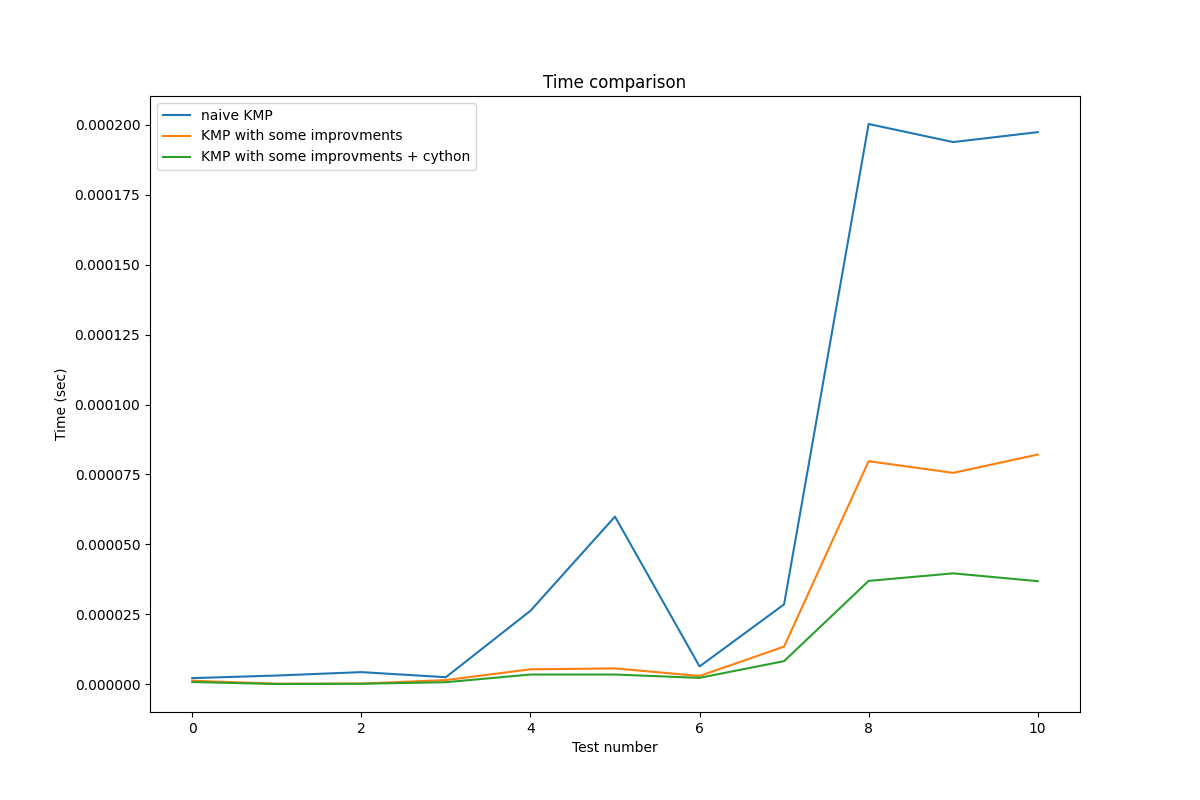 Time comparison
naive KMP
KMP with some improvments
KMP with some improvments + cython
0.000200
0.000175
0.000150
0.000125
0.000100
0.000075
0.000050
0.000025
0.000000
Time (sec)
0 2 4 6 8 10
Test number